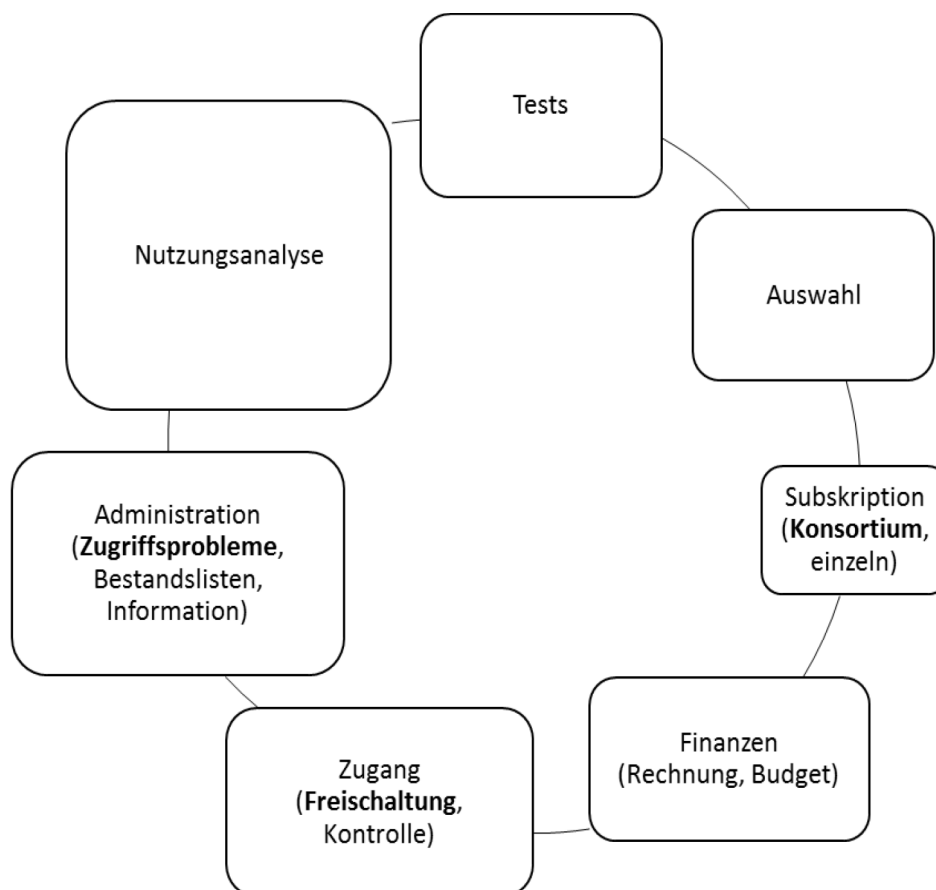 Tests
Auswahl
Subskription
(Konsortium,
einzeln)
Finanzen
(Rechnung, Budget)
Zugang
(Freischaltung,
Kontrolle)
Administration
(Zugriffsprobleme,
Bestandslisten,
Information)
Nutzungsanalyse